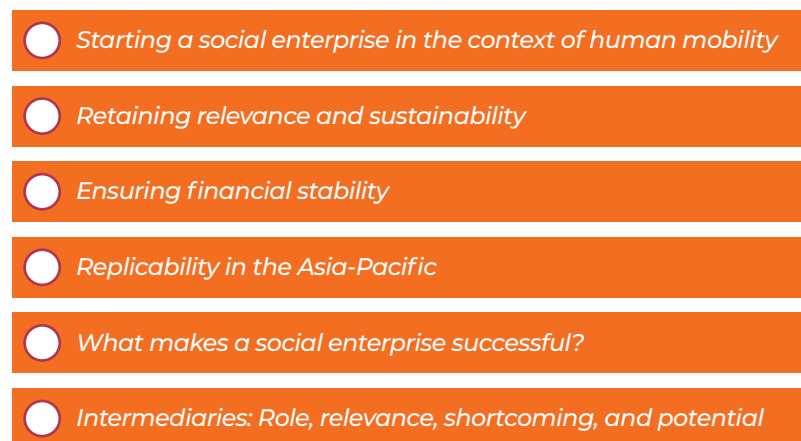 Starting a social enterprise in the context of human mobility
Retaining relevance and sustainability
Ensuring financial stability
Replicability in the Asia-Pacific
What makes a social enterprise successful?
Intermediaries: Role, relevance, shortcoming, and potential